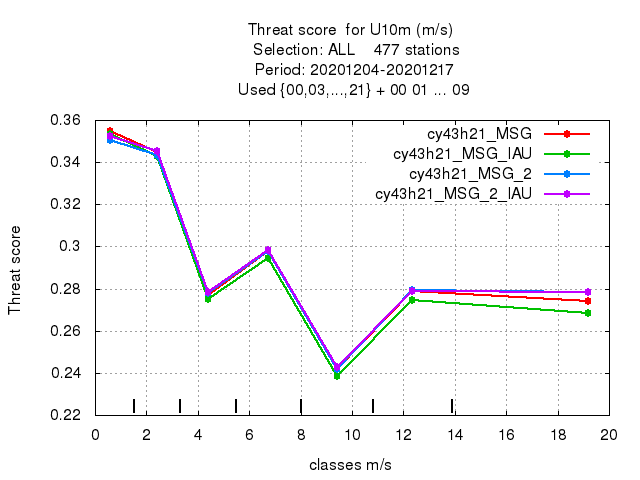 Threat score  for U10m (m/s)
Selection: ALL    477 stations
Period: 20201204-20201217
Used {00,03,...,21} + 00 01 ... 09
0.36
0.34
0.32
0.3
0.28
0.26
0.24
0.22
Threat score
cy43h21_MSG
cy43h21_MSG_IAU
cy43h21_MSG_2
cy43h21_MSG_2_IAU
0 2 4 6 8 10 12 14 16 18 20
classes m/s